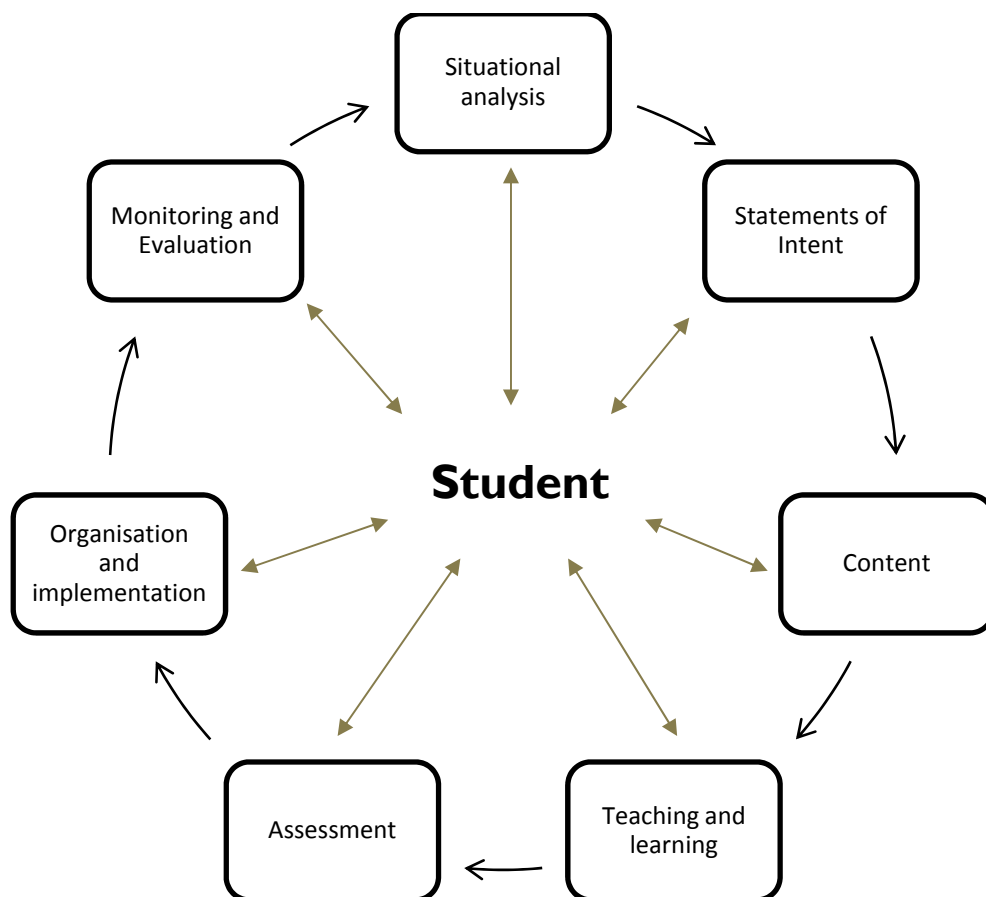 Situational
analysis
Statements of
Intent
Content
Teaching and
learning
Assessment
Organisation
and
implementation
Monitoring and
Evaluation
Student